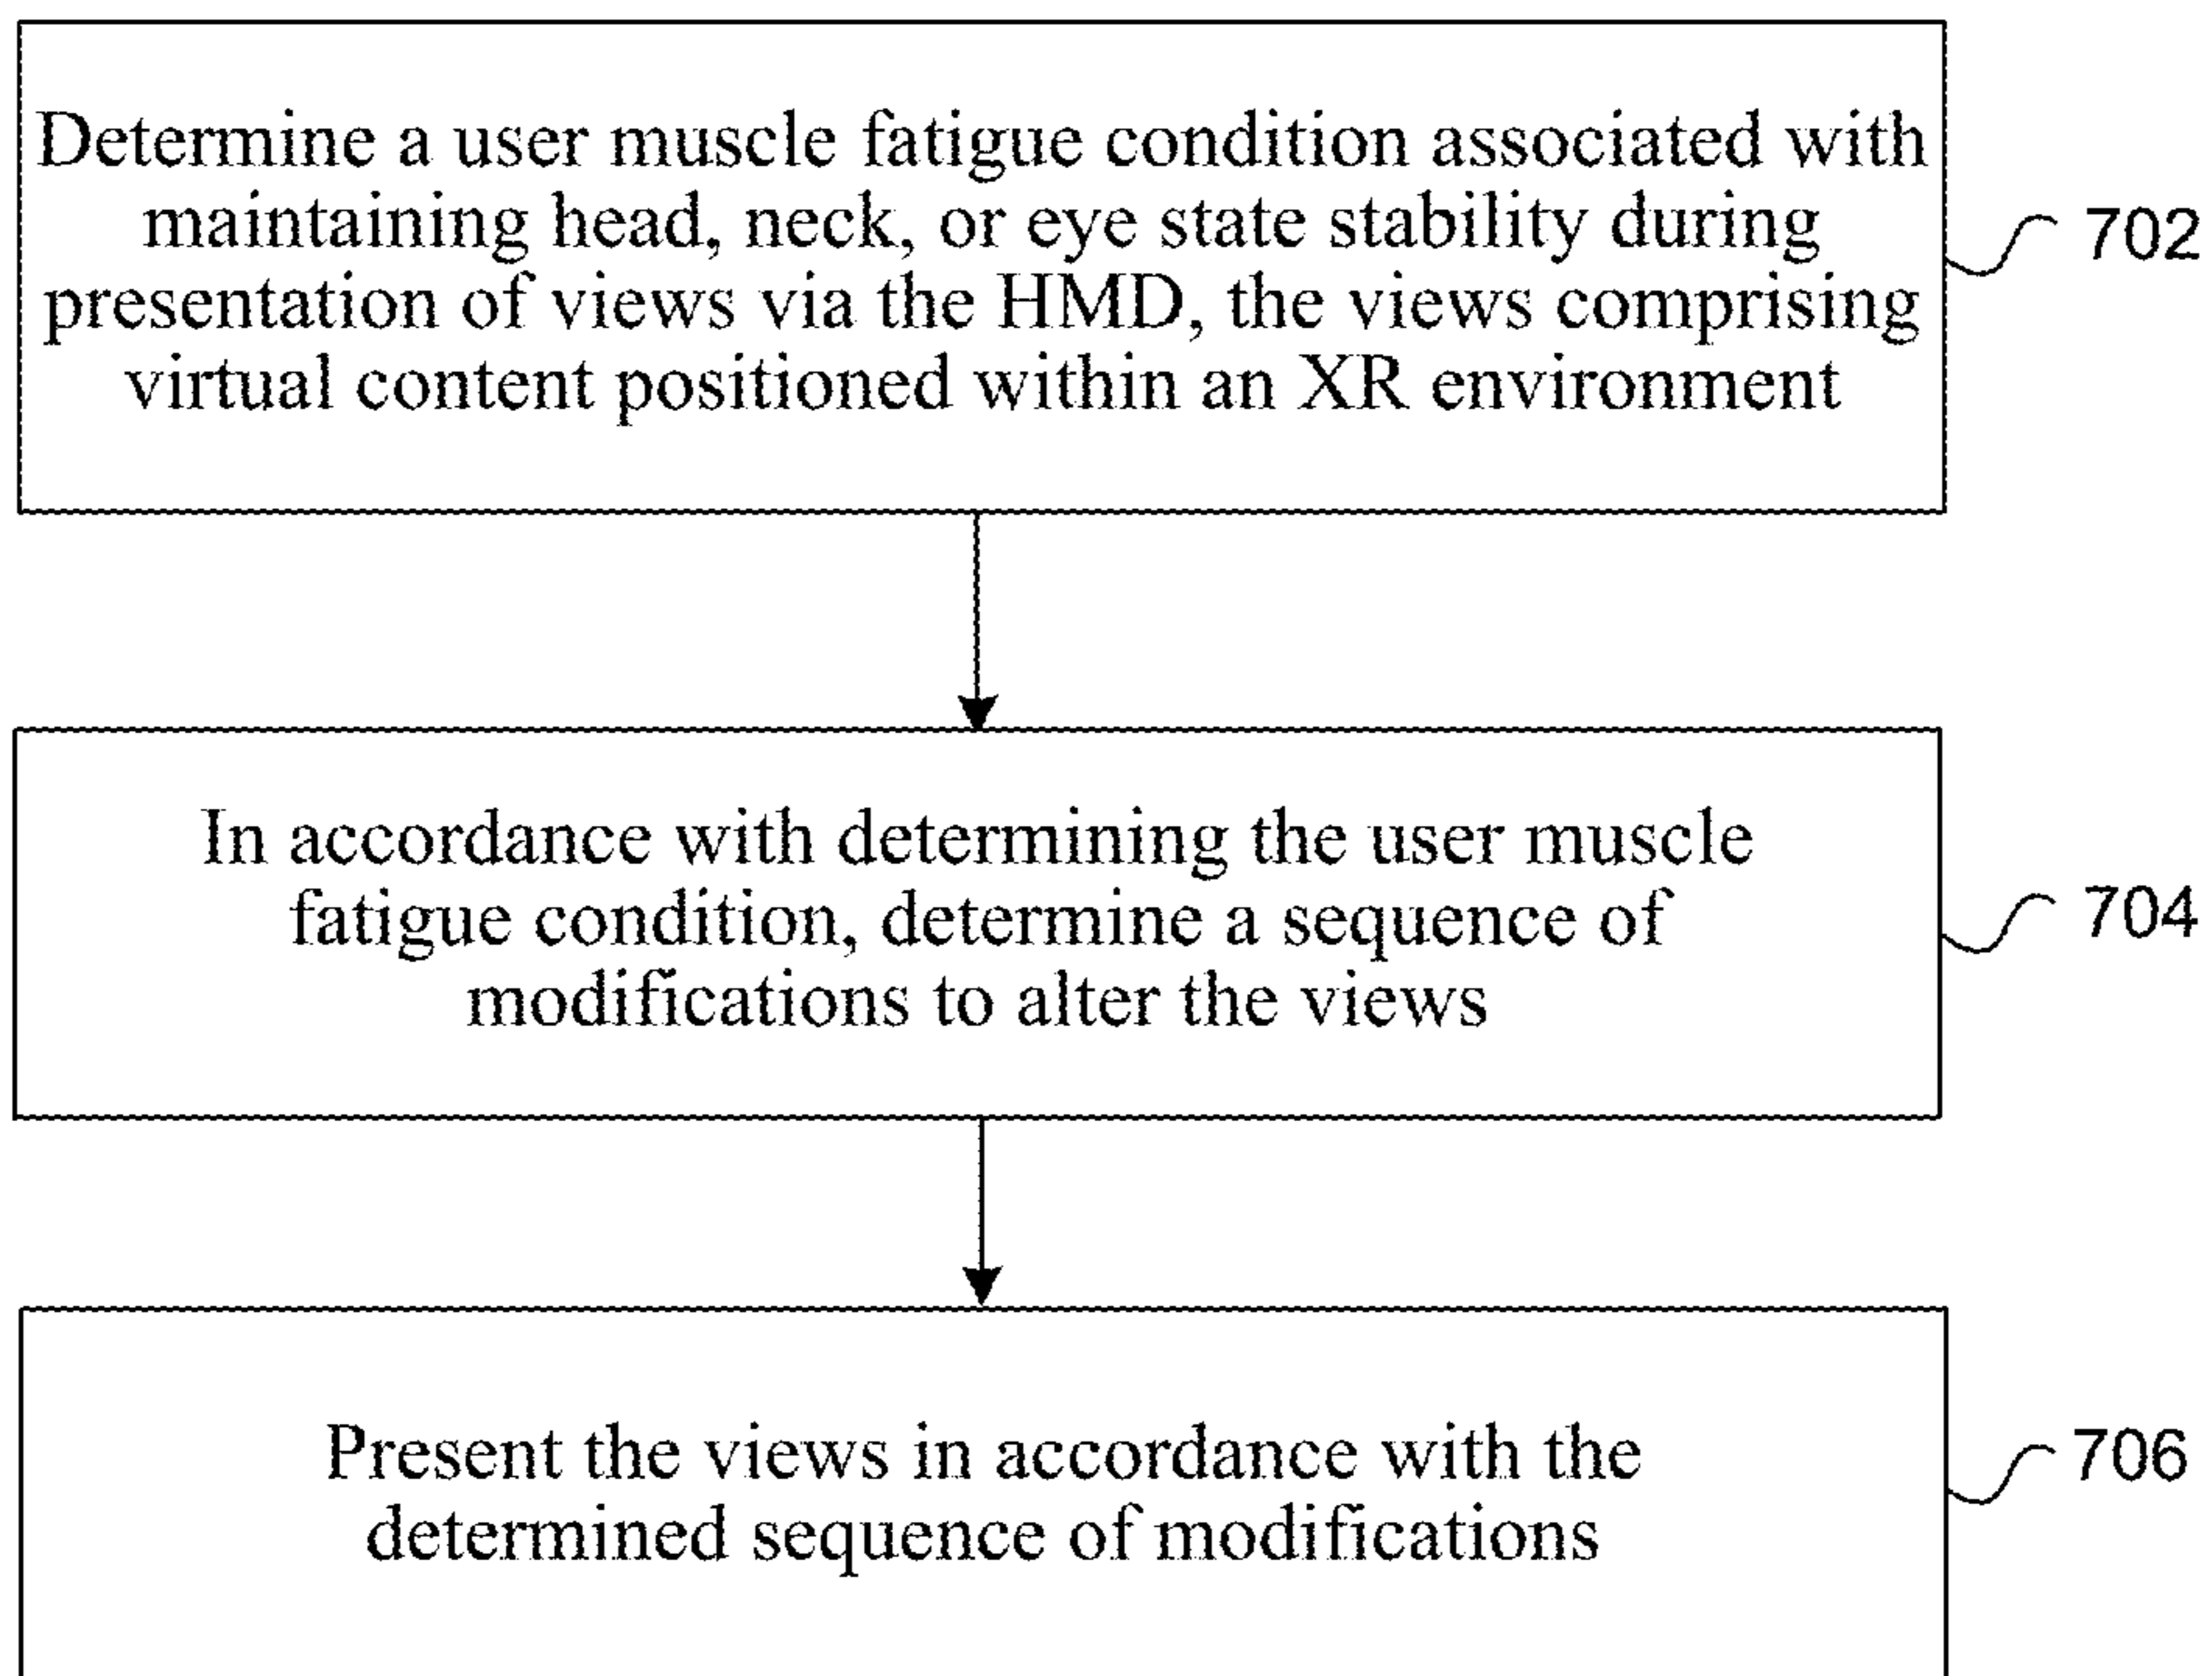 Determine a user muscle fatigue condition associated with
maintaining head, neck, or eye state stability during
presentation of views via the HMD, the views comprising
virtual content positioned within an XR environment
702
In accordance with determining the user muscle
fatigue condition, determine a sequence of
modifications to alter the views
704
Present the views in accordance with the
determined sequence of modifications
706